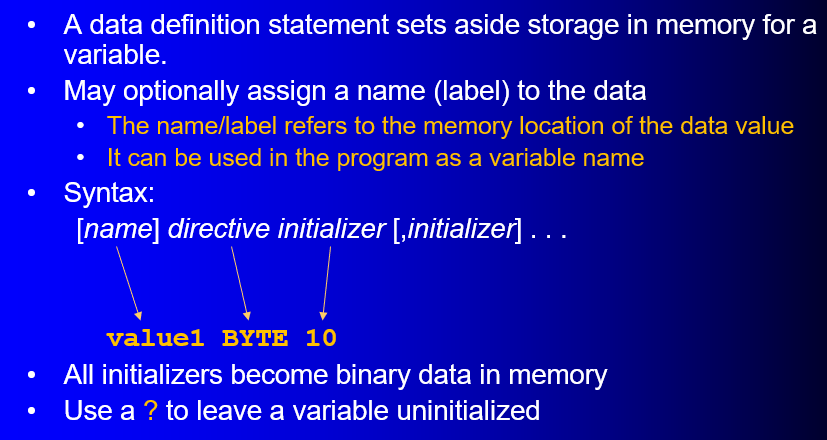 • A data definition statement sets aside storage in memory for a
variable.
• May optionally assign a name (label) to the data
• The name/label refers to the memory location of the data value
• It can be used in the program as a variable name
• Syntax:
[name] directive initializer [,initializer] . . .
value1 BYTE 10
• All initializers become binary data in memory
• Use a ? to leave a variable uninitialized